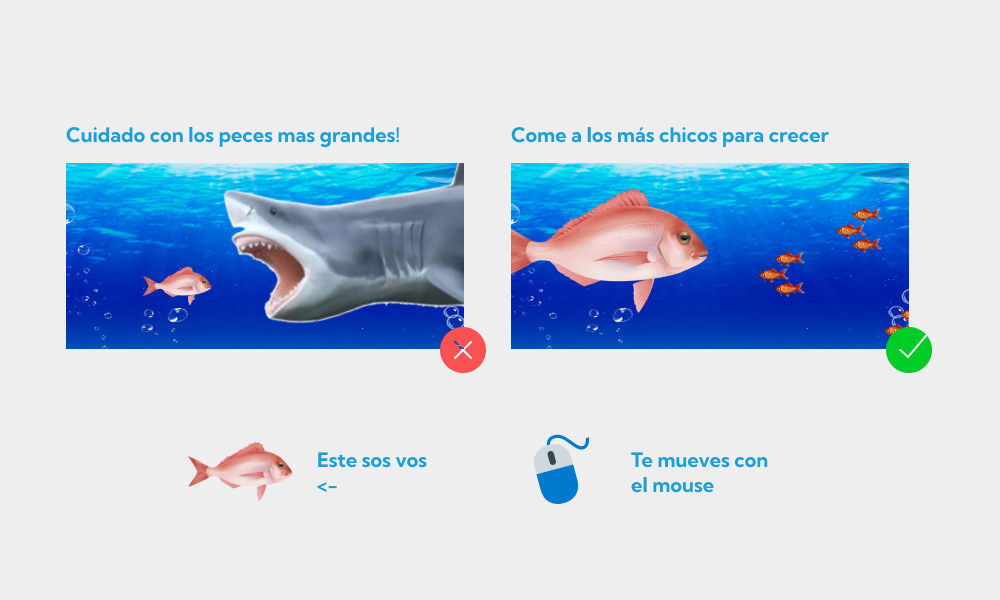 Cuidado con los peces mas grandes!
Come a los más chicos para crecer
Este sos vos
<-
Te mueves con
el mouse